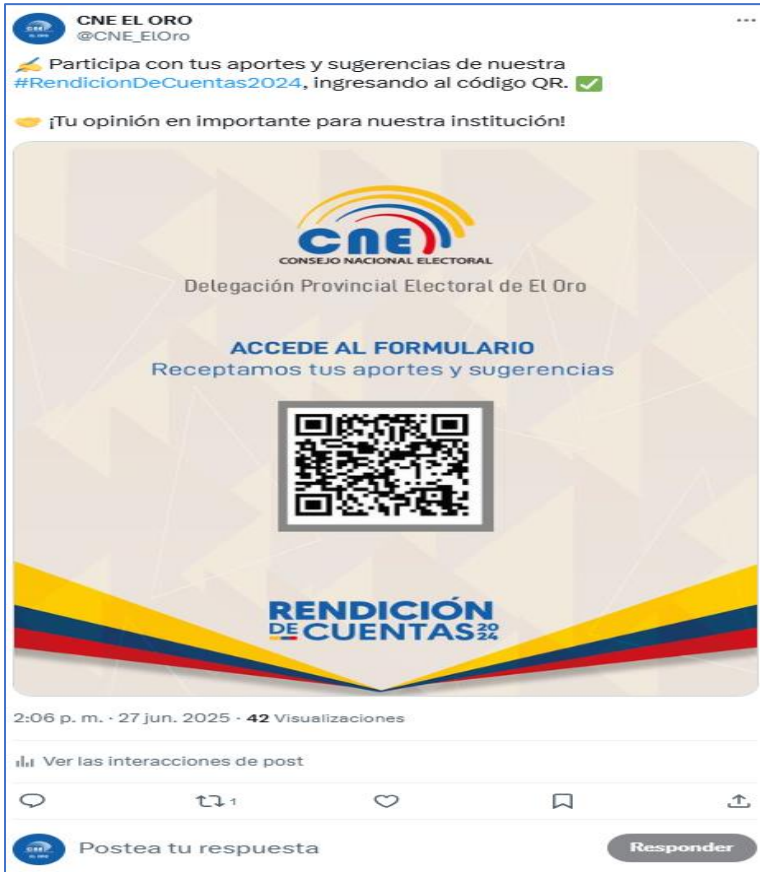 CNE EL ORO
@CNE_ElOro
✍️ Participa con tus aportes y sugerencias de nuestra
#RendicionDeCuentas2024, ingresando al código QR. ✅
🤝 ¡Tu opinión en importante para nuestra institución!
CNE
CONSEJO NACIONAL ELECTORAL
Delegación Provincial Electoral de El Oro
ACCEDE AL FORMULARIO
Receptamos tus aportes y sugerencias
RENDICIÓN
DE CUENTAS 2024
2:06 p. m. · 27 jun. 2025 · 42 Visualizaciones
Ver las interacciones de post
1
Postea tu respuesta
Responder